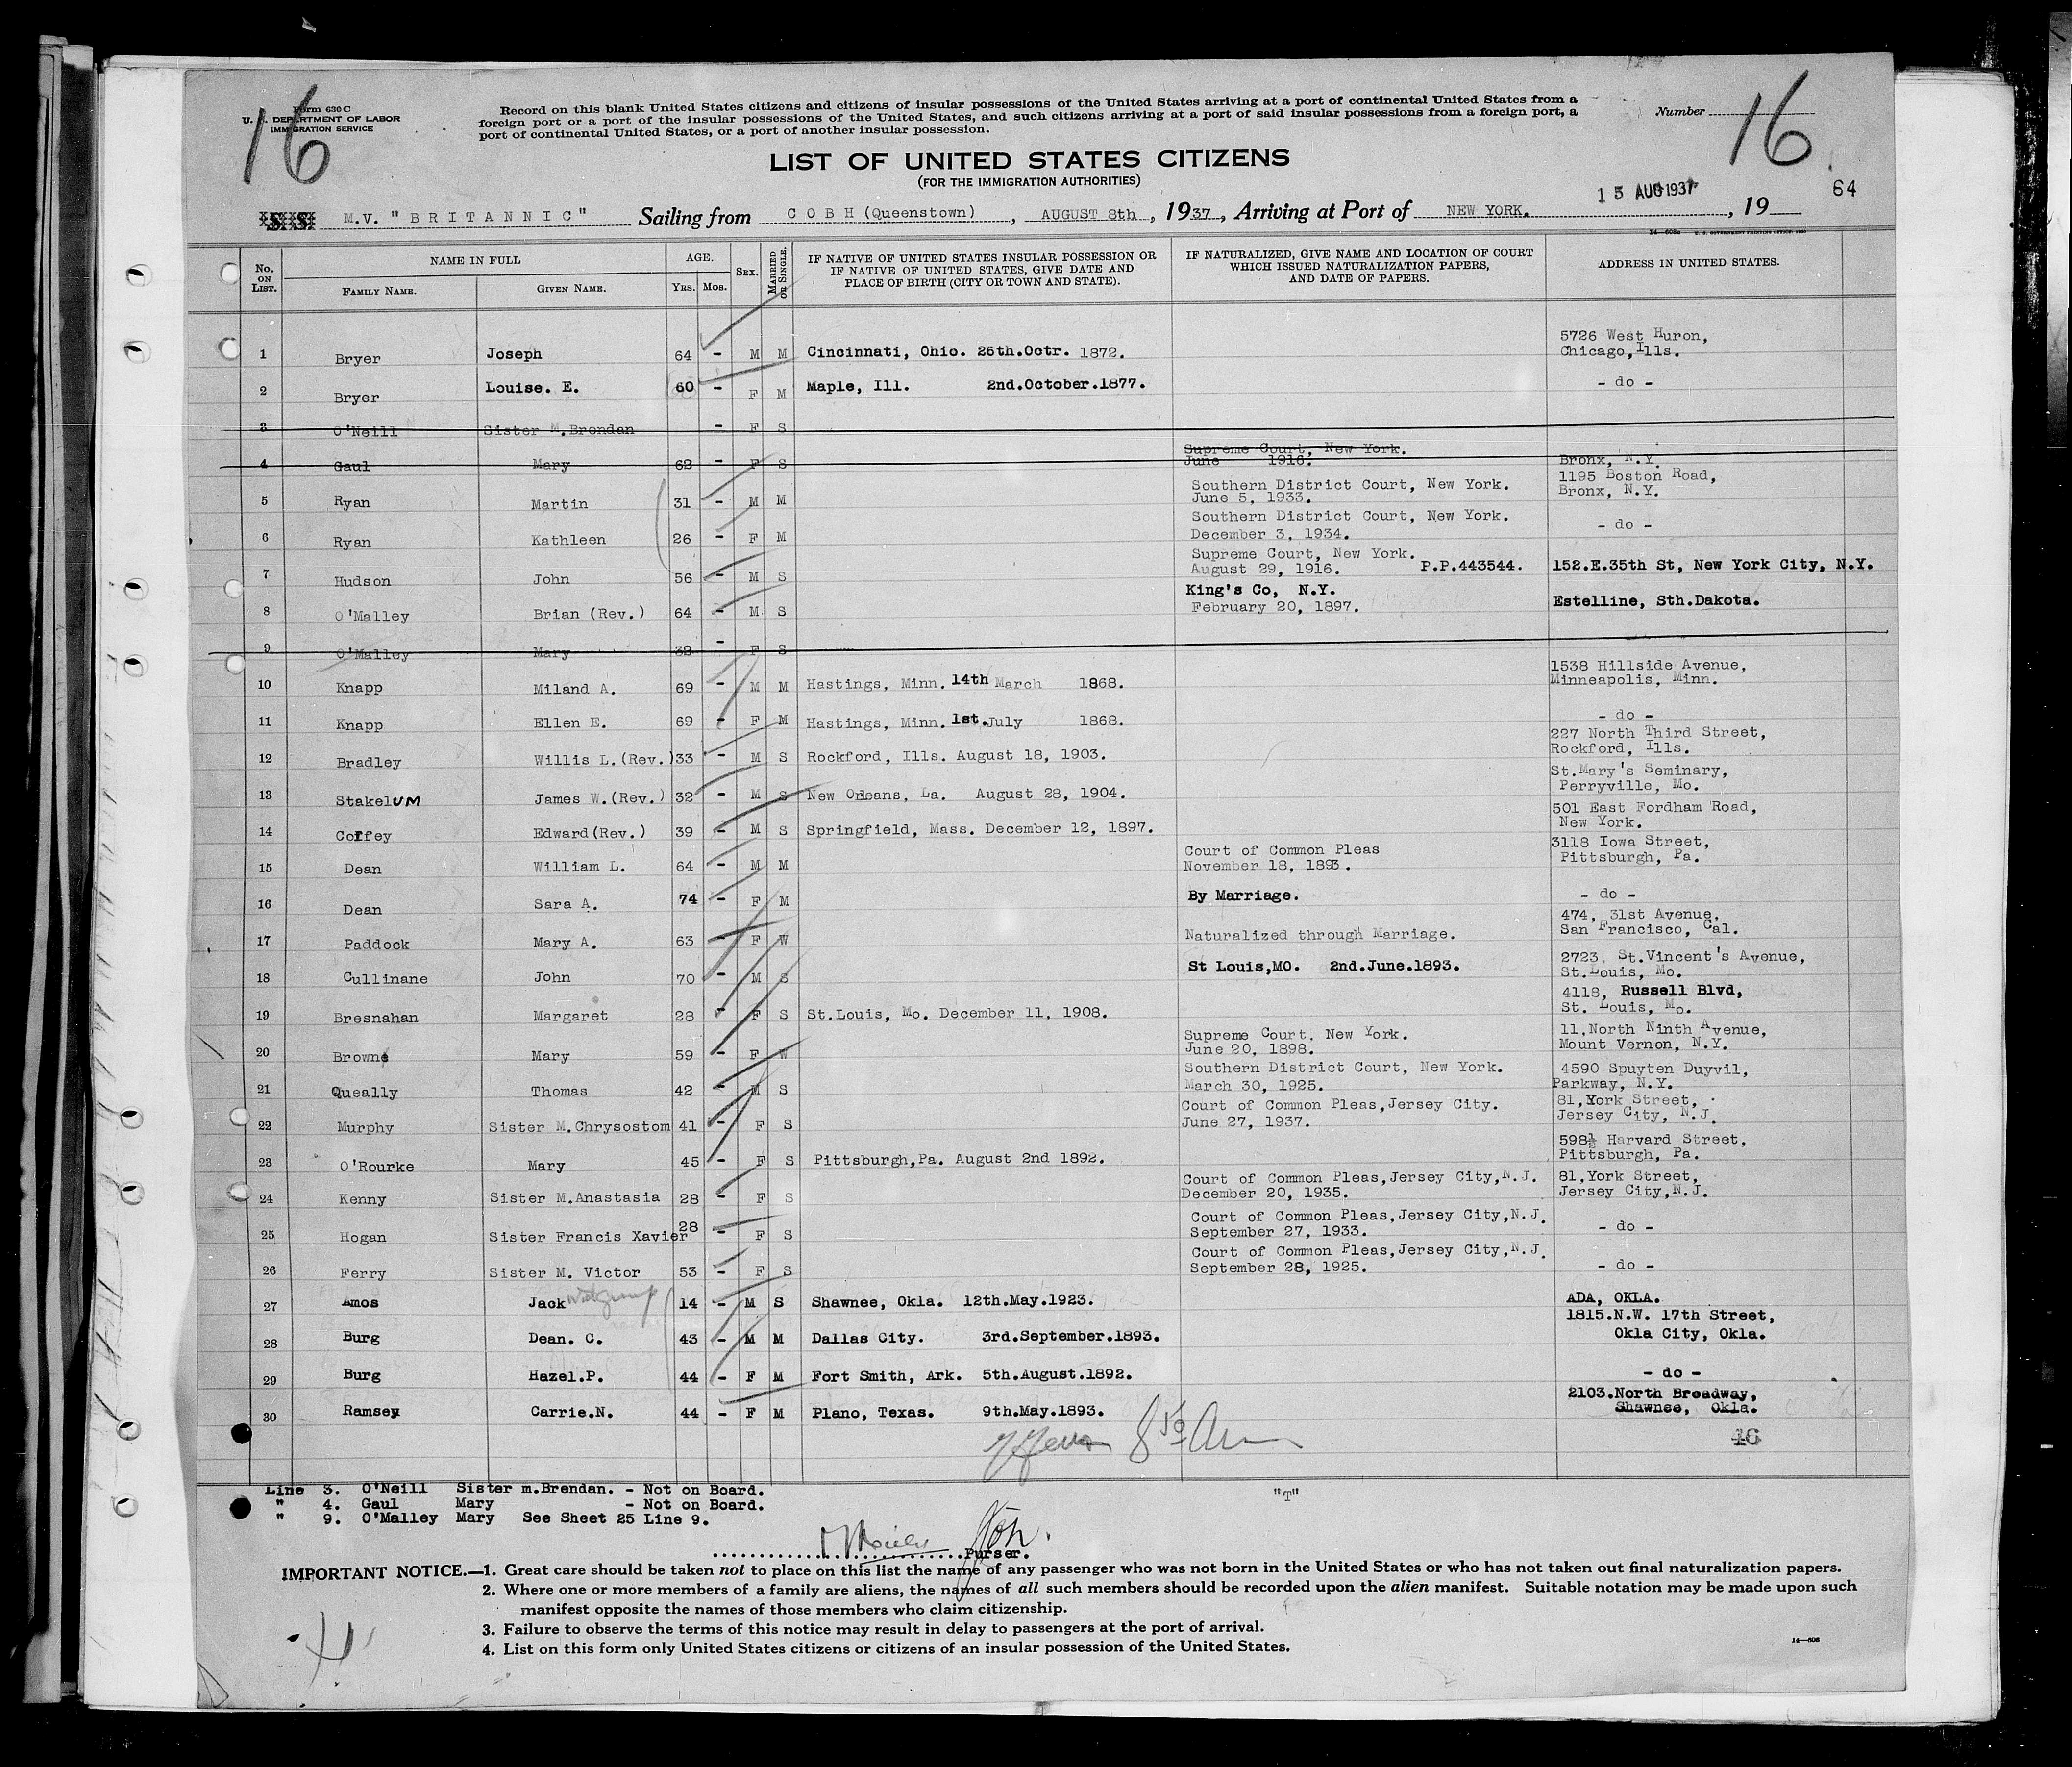 16
Form 630 C
U. S. DEPARTMENT OF LABOR
IMMIGRATION SERVICE
Record on this blank United States citizens and citizens of insular possessions of the United States arriving at a port of continental United States from a
foreign port or a port of the insular possessions of the United States, and such citizens arriving at a port of said insular possessions from a foreign port, a
port of continental United States, or a port of another insular possession.
Number 16
LIST OF UNITED STATES CITIZENS
(FOR THE IMMIGRATION AUTHORITIES)
64
S.S. M.V. "BRITANNIC" Sailing from COBH (Queenstown), AUGUST 8th, 1937, Arriving at Port of NEW YORK. 15 AUG 1937, 19
No. ON LIST. NAME IN FULL FAMILY NAME. GIVEN NAME. AGE. YRS. MOS. SEX. MARRIED OR SINGLE. IF NATIVE OF UNITED STATES INSULAR POSSESSION OR IF NATIVE OF UNITED STATES, GIVE DATE AND PLACE OF BIRTH (CITY OR TOWN AND STATE). IF NATURALIZED, GIVE NAME AND LOCATION OF COURT WHICH ISSUED NATURALIZATION PAPERS, AND DATE OF PAPERS. ADDRESS IN UNITED STATES.
1 Bryer Joseph 64 - M M Cincinnati, Ohio. 26th.Octr. 1872. 5726 West Huron, Chicago, Ills.
2 Bryer Louise. E. 60 - F M Maple, Ill. 2nd.October.1877. - do -
3 O'Neill Sister M.Brendan - F S
4 Gaul Mary 62 - F S Supreme Court, New York. June 1916. Bronx, N.Y.
5 Ryan Martin 31 - M M Southern District Court, New York. June 5, 1933. 1195 Boston Road, Bronx, N.Y.
6 Ryan Kathleen 26 - F M Southern District Court, New York. December 3, 1934. - do -
7 Hudson John 56 - M S Supreme Court, New York. August 29, 1916. P.P.443544. 152.E.35th St, New York City, N.Y.
8 O'Malley Brian (Rev.) 64 - M S King's Co, N.Y. February 20, 1897. Estelline, Sth.Dakota.
9 O'Malley Mary 38 - F S
10 Knapp Miland A. 69 - M M Hastings, Minn. 14th March 1868. 1538 Hillside Avenue, Minneapolis, Minn.
11 Knapp Ellen E. 69 - F M Hastings, Minn. 1st.July 1868. - do -
12 Bradley Willis L.(Rev.) 33 - M S Rockford, Ills. August 18, 1903. 227 North Third Street, Rockford, Ills.
13 StakelUM James W.(Rev.) 32 - M S New Orleans, La. August 28, 1904. St.Mary's Seminary, Perryville, Mo.
14 Coffey Edward(Rev.) 39 - M S Springfield, Mass. December 12, 1897. 501 East Fordham Road, New York.
15 Dean William L. 64 - M M Court of Common Pleas November 18, 1893. 3118 Iowa Street, Pittsburgh, Pa.
16 Dean Sara A. 74 - F M By Marriage. - do -
17 Paddock Mary A. 63 - F W Naturalized through Marriage. 474, 31st Avenue, San Francisco, Cal.
18 Cullinane John 70 - M S St Louis,MO. 2nd.June.1893. 2723, St.Vincent's Avenue, St.Louis, Mo.
19 Bresnahan Margaret 28 - F S St.Louis, Mo. December 11, 1908. 4118, Russell Blvd, St. Louis, Mo.
20 Browne Mary 59 - F W Supreme Court, New York. June 20, 1898. 11,North Ninth Avenue, Mount Vernon, N.Y.
21 Queally Thomas 42 - M S Southern District Court, New York. March 30, 1925. 4590 Spuyten Duyvil, Parkway, N.Y.
22 Murphy Sister M.Chrysostom 41 - F S Court of Common Pleas,Jersey City. June 27, 1937. 81,York Street, Jersey City, N.J.
23 O'Rourke Mary 45 - F S Pittsburgh,Pa. August 2nd 1892. 598½ Harvard Street, Pittsburgh, Pa.
24 Kenny Sister M.Anastasia 28 - F S Court of Common Pleas,Jersey City,N.J. December 20, 1935. 81,York Street, Jersey City,N.J.
25 Hogan Sister Francis Xavier 28 - F S Court of Common Pleas,Jersey City,N.J. September 27, 1933. - do -
26 Ferry Sister M. Victor 53 - F S Court of Common Pleas,Jersey City,N.J. September 28, 1925. - do -
27 Amos Jack 14 - M S Shawnee, Okla. 12th.May.1923. ADA, OKLA.
28 Burg Dean. C. 43 - M M Dallas City. 3rd.September.1893. 1815.N.W. 17th Street, Okla City, Okla.
29 Burg Hazel.P. 44 - F M Fort Smith, Ark. 5th.August.1892. - do -
30 Ramsey Carrie.N. 44 - F M Plano, Texas. 9th.May.1893. 2103.North Broadway, Shawnee, Okla.
Line 3. O'Neill Sister m.Brendan. - Not on Board.
" 4. Gaul Mary - Not on Board.
" 9. O'Malley Mary See Sheet 25 Line 9.
"T"
Purser.
IMPORTANT NOTICE.—1. Great care should be taken not to place on this list the name of any passenger who was not born in the United States or who has not taken out final naturalization papers.
2. Where one or more members of a family are aliens, the names of all such members should be recorded upon the alien manifest. Suitable notation may be made upon such
manifest opposite the names of those members who claim citizenship.
3. Failure to observe the terms of this notice may result in delay to passengers at the port of arrival.
4. List on this form only United States citizens or citizens of an insular possession of the United States.
14—606